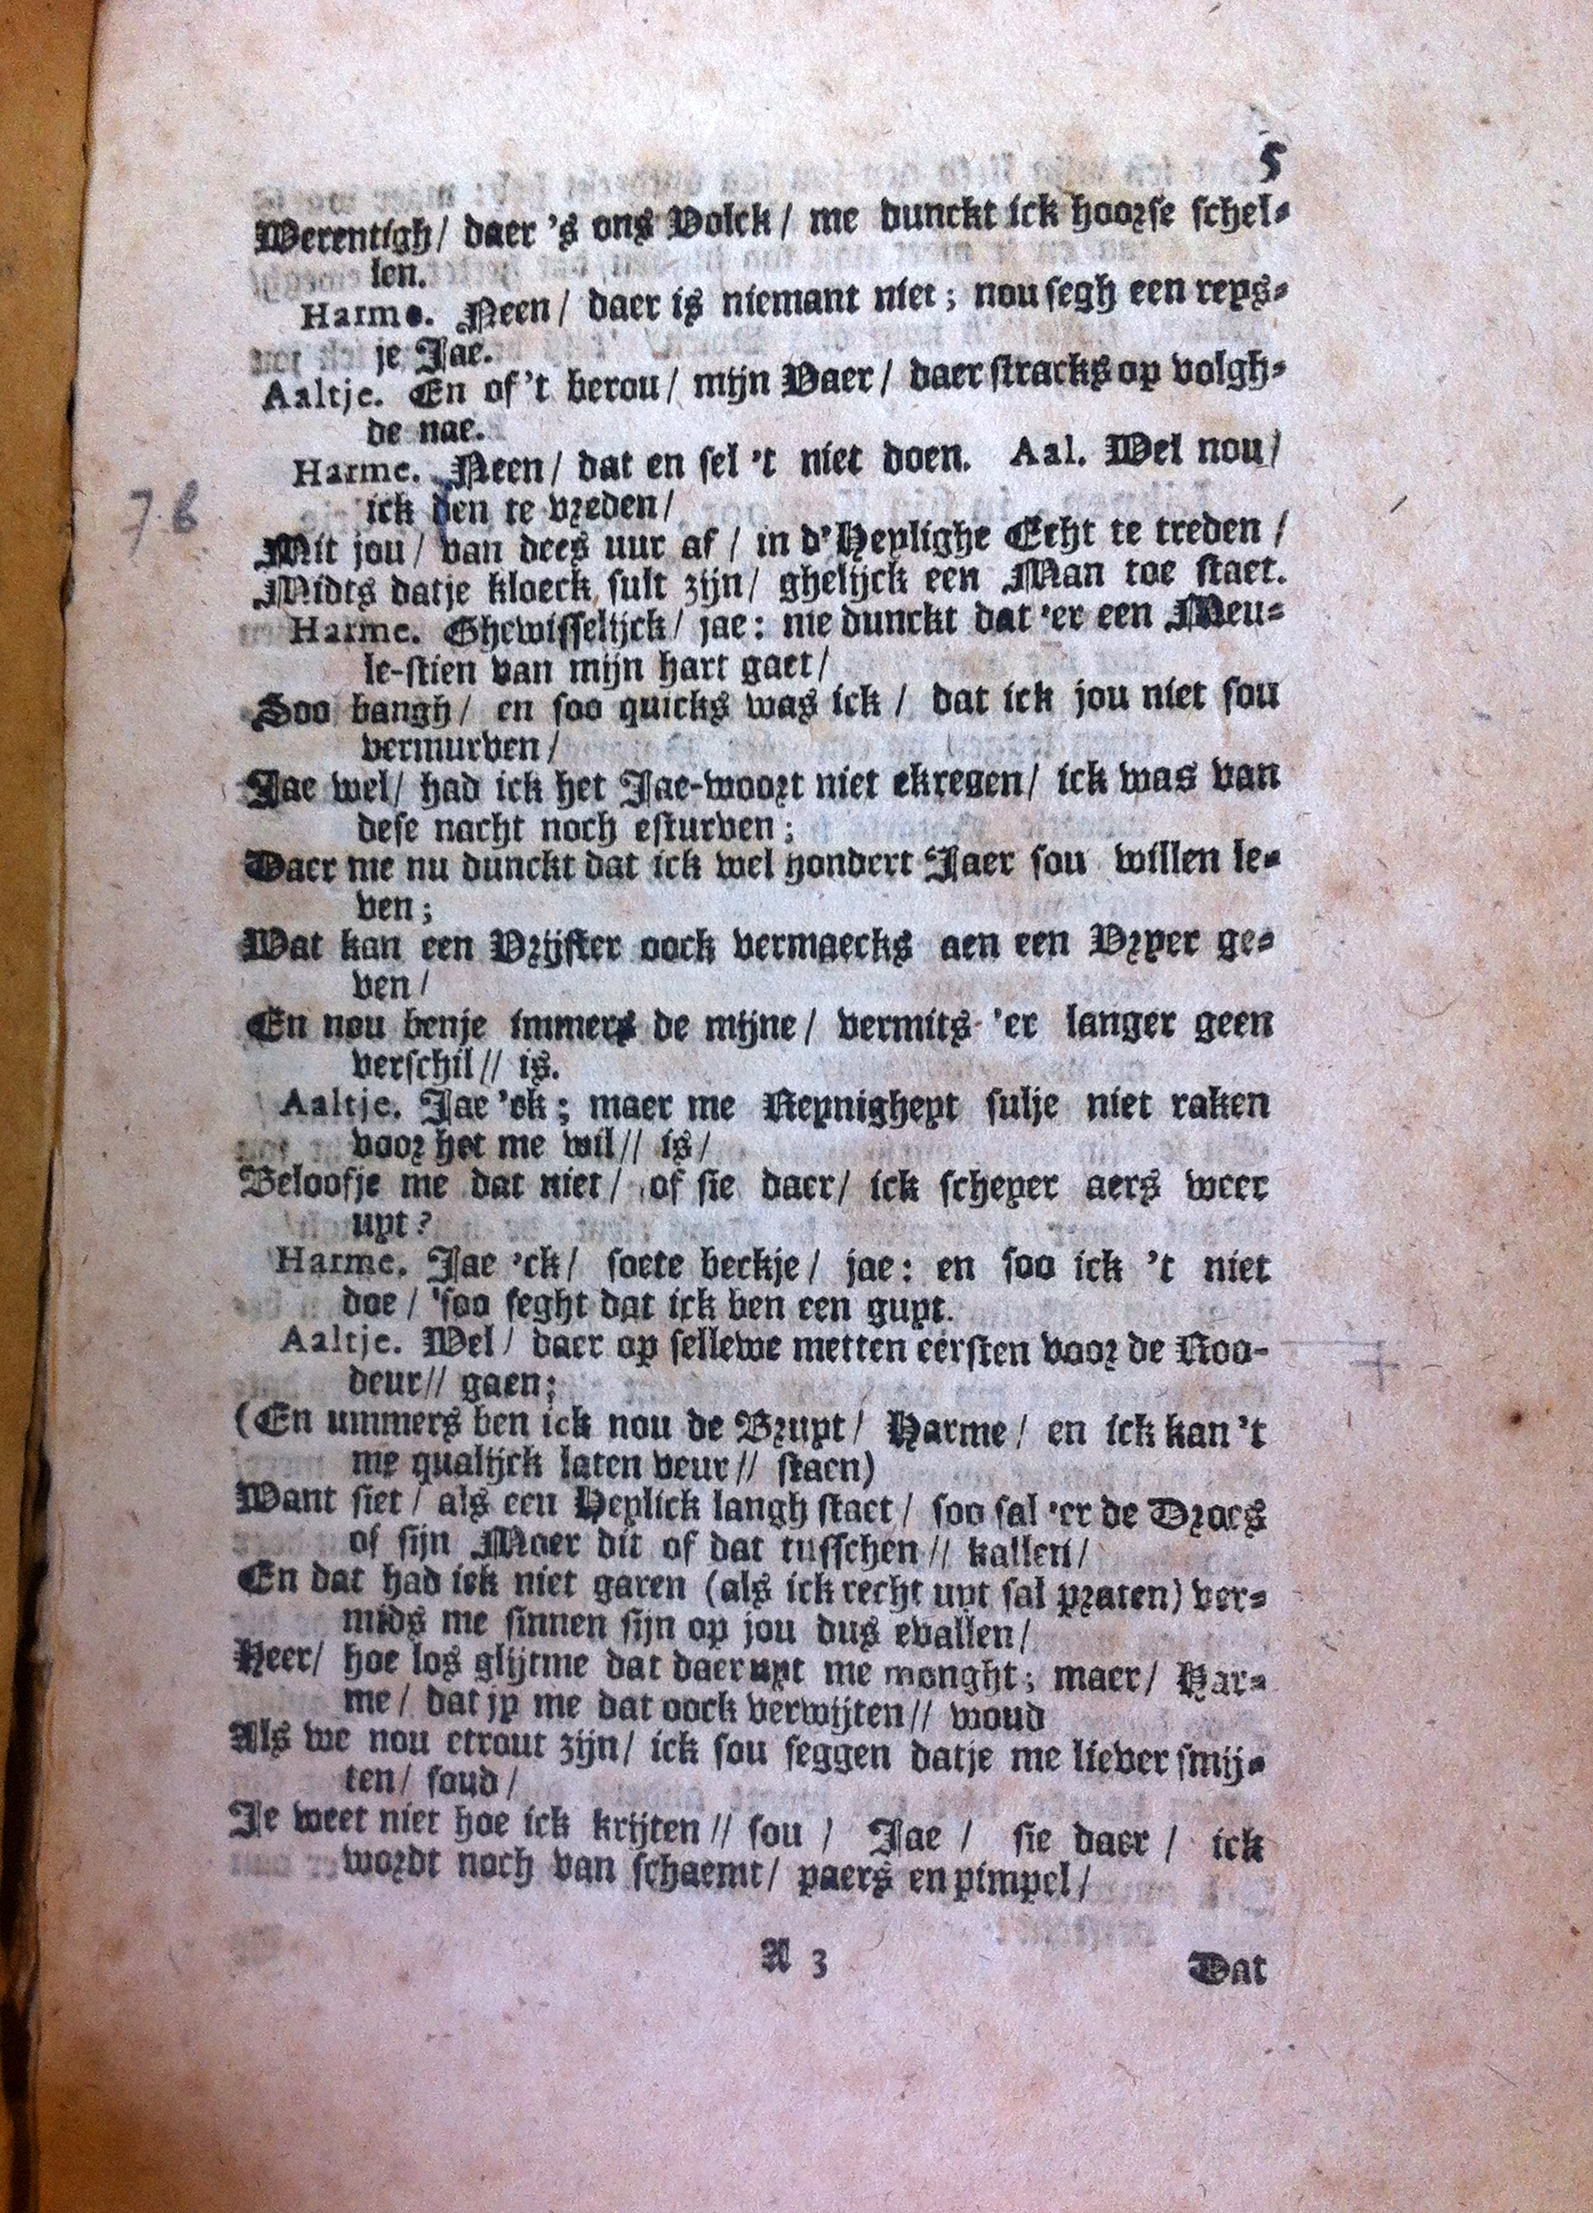 5
Werentigh/ daer 's ons Volck/ me dunckt ick hoorse schel-
len.
Harme. Neen/ daer is niemant niet; nou segh een reys-
je Jae.
Aaltje. En of 't berou/ mijn Vaer/ daer stracks op volgh-
de nae.
Harme. Neen/ dat en sel 't niet doen. Aal. Wel nou/
ick ben te vreden/
Mit jou/ van dees uur af/ in d'Heylighe Echt te treden/
Midts datje kloeck sult zijn/ ghelijck een Man toe staet.
Harme. Ghewisselijck/ jae: me dunckt dat 'er een Meu-
le-stien van mijn hart gaet/
Soo bangh/ en soo quicks was ick/ dat ick jou niet sou
vermurven/
Jae wel/ had ick het Jae-woort niet ekregen/ ick was van
dese nacht noch esturven;
Daer me nu dunckt dat ick wel hondert Jaer sou willen le-
ven;
Wat kan een Vrijster oock vermaecks aen een Vryer ge-
ven/
En nou benje immers de mijne/ vermits 'er langer geen
verschil// is.
Aaltje. Jae 'ck; maer me Reynigheyt sulje niet raken
voor het me wil// is/
Beloofje me dat niet/ of sie daer/ ick scheyer aers weer
uyt?
Harme. Jae 'ck/ soete beckje/ jae: en soo ick 't niet
doe/ 'soo seght dat ick ben een guyt.
Aaltje. Wel/ daer op sellewe metten eersten voor de Roo-
deur// gaen;
(En ummers ben ick nou de Bruyt/ Harme/ en ick kan 't
me qualijck laten veur// staen)
Want siet/ als een Heylick langh staet/ soo sal 'er de Droes
of sijn Moer dit of dat tusschen// kallen/
En dat had ick niet garen (als ick recht uyt sal praten) ver-
mids me sinnen sijn op jou dus evallen/
Heer/ hoe los glijtme dat daer uyt me monght; maer/ Har-
me/ dat jy me dat oock verwijten// woud
Als we nou etrout zijn/ ick sou seggen datje me liever smij-
ten/ soud/
Je weet niet hoe ick krijten// sou/ Jae/ sie daer/ ick
wordt noch van schaemt/ paers en pimpel/
A 3 Dat